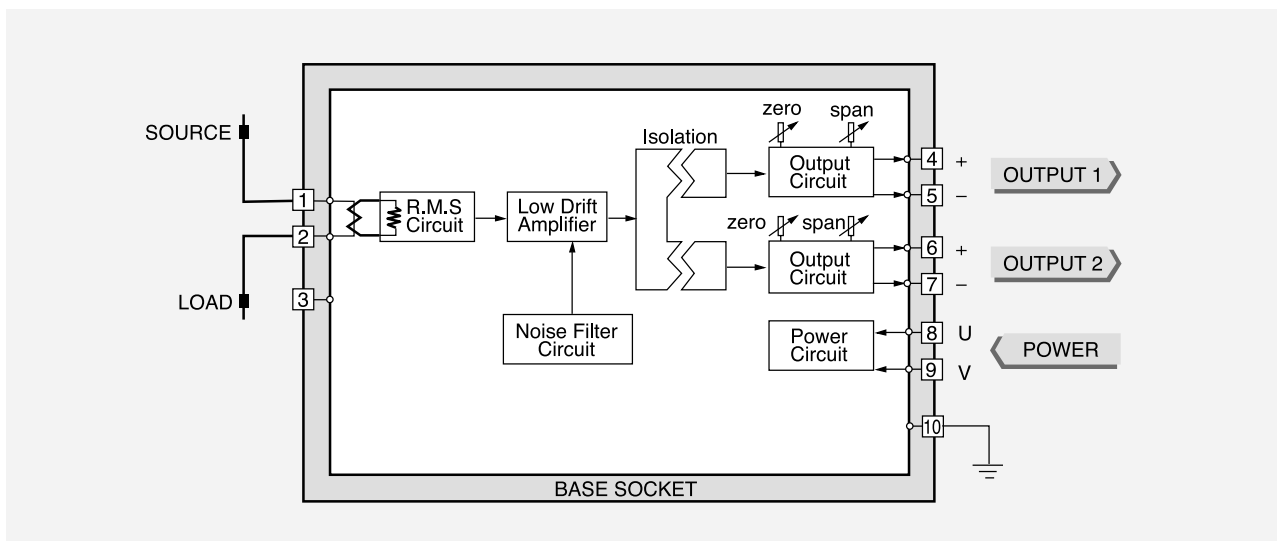 SOURCE
LOAD
1
2
3
R.M.S
Circuit
Low Drift
Amplifier
Noise Filter
Circuit
Isolation
zero span
Output
Circuit
zero span
Output
Circuit
Power
Circuit
4 +
5 −
OUTPUT 1
6 +
7 −
OUTPUT 2
8 U
9 V
POWER
10
BASE SOCKET